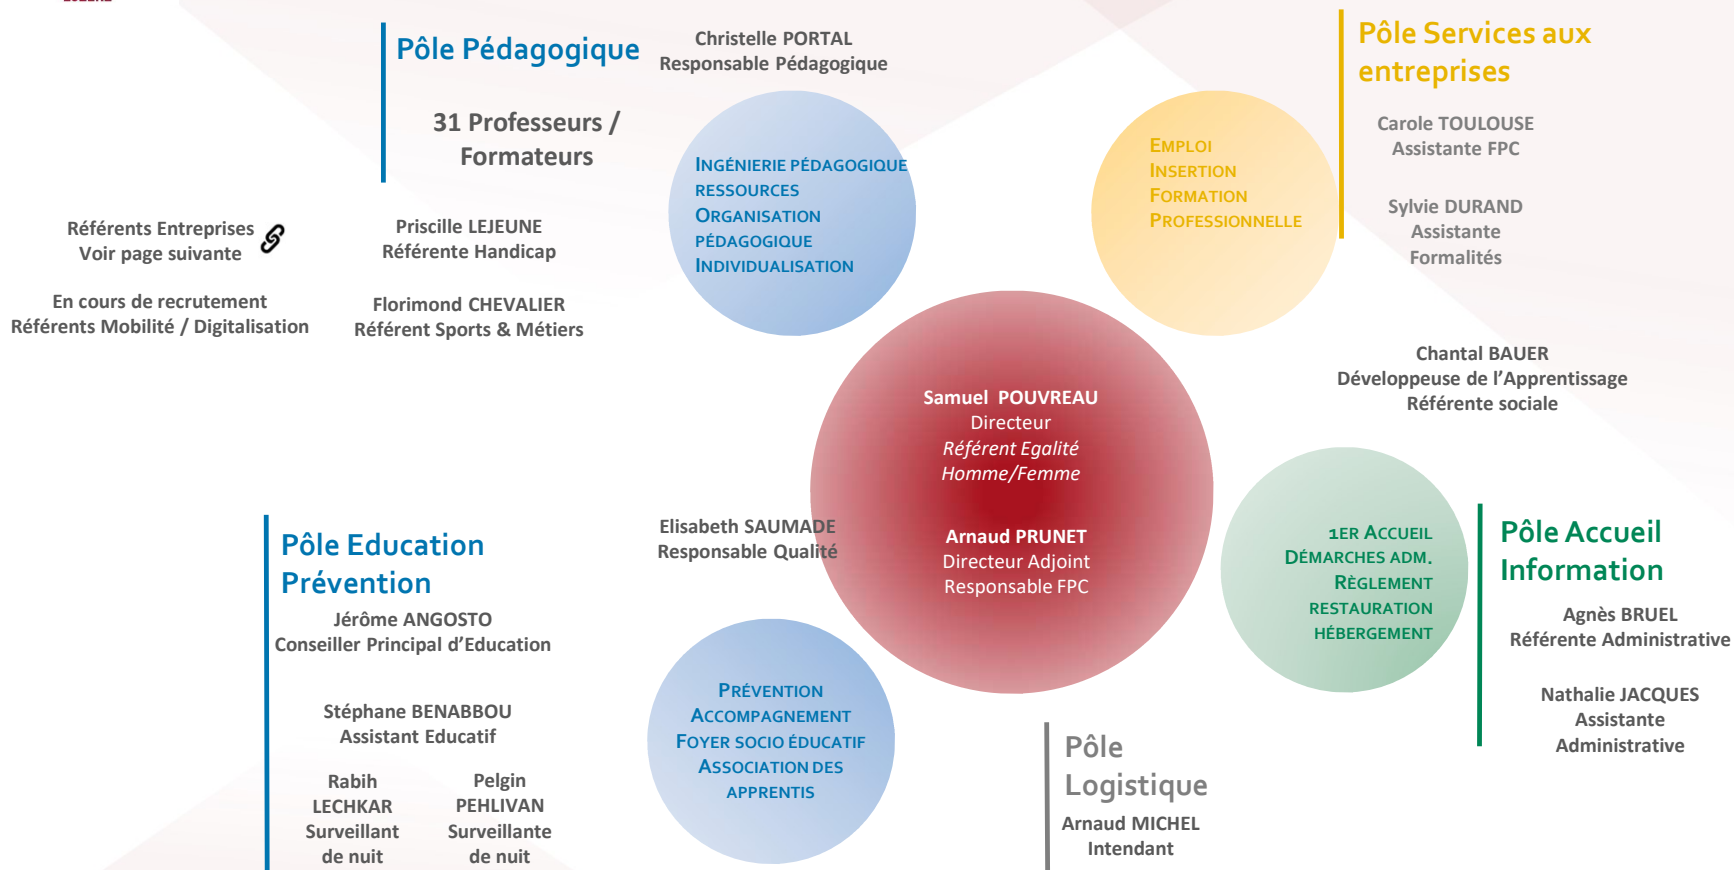 Pôle Pédagogique
31 Professeurs /
Formateurs
Christelle PORTAL
Responsable Pédagogique
INGÉNIERIE PÉDAGOGIQUE
RESSOURCES
ORGANISATION
PÉDAGOGIQUE
INDIVIDUALISATION
Référents Entreprises
Voir page suivante
Priscille LEJEUNE
Référente Handicap
En cours de recrutement
Référents Mobilité / Digitalisation
Florimond CHEVALIER
Référent Sports & Métiers
EMPLOI
INSERTION
FORMATION
PROFESSIONNELLE
Pôle Services aux
entreprises
Carole TOULOUSE
Assistante FPC
Sylvie DURAND
Assistante
Formalités
Chantal BAUER
Développeuse de l’Apprentissage
Référente sociale
Samuel POUVREAU
Directeur
Référent Egalité
Homme/Femme
Arnaud PRUNET
Directeur Adjoint
Responsable FPC
Elisabeth SAUMADE
Responsable Qualité
Pôle Education
Prévention
Jérôme ANGOSTO
Conseiller Principal d’Education
Stéphane BENABBOU
Assistant Educatif
Rabih
LECHKAR
Surveillant
de nuit
Pelgin
PEHLIVAN
Surveillante
de nuit
PRÉVENTION
ACCOMPAGNEMENT
FOYER SOCIO ÉDUCATIF
ASSOCIATION DES
APPRENTIS
1ER ACCUEIL
DÉMARCHES ADM.
RÈGLEMENT
RESTAURATION
HÉBERGEMENT
Pôle Accueil
Information
Agnès BRUEL
Référente Administrative
Nathalie JACQUES
Assistante
Administrative
Pôle
Logistique
Arnaud MICHEL
Intendant